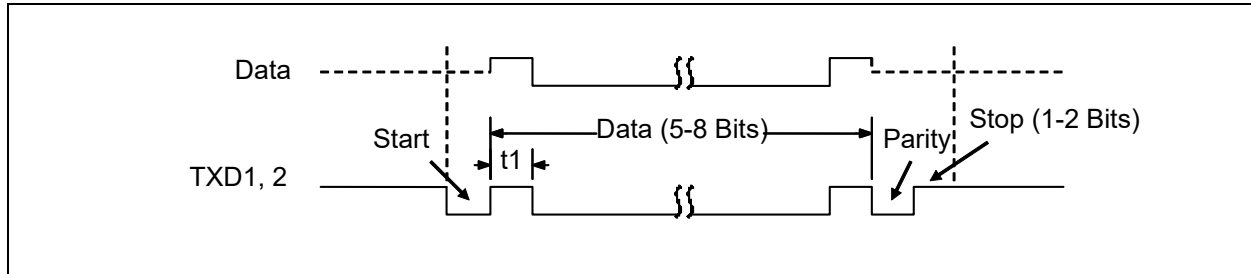 Data
Start
Data (5-8 Bits)
Parity
Stop (1-2 Bits)
t1
TXD1, 2